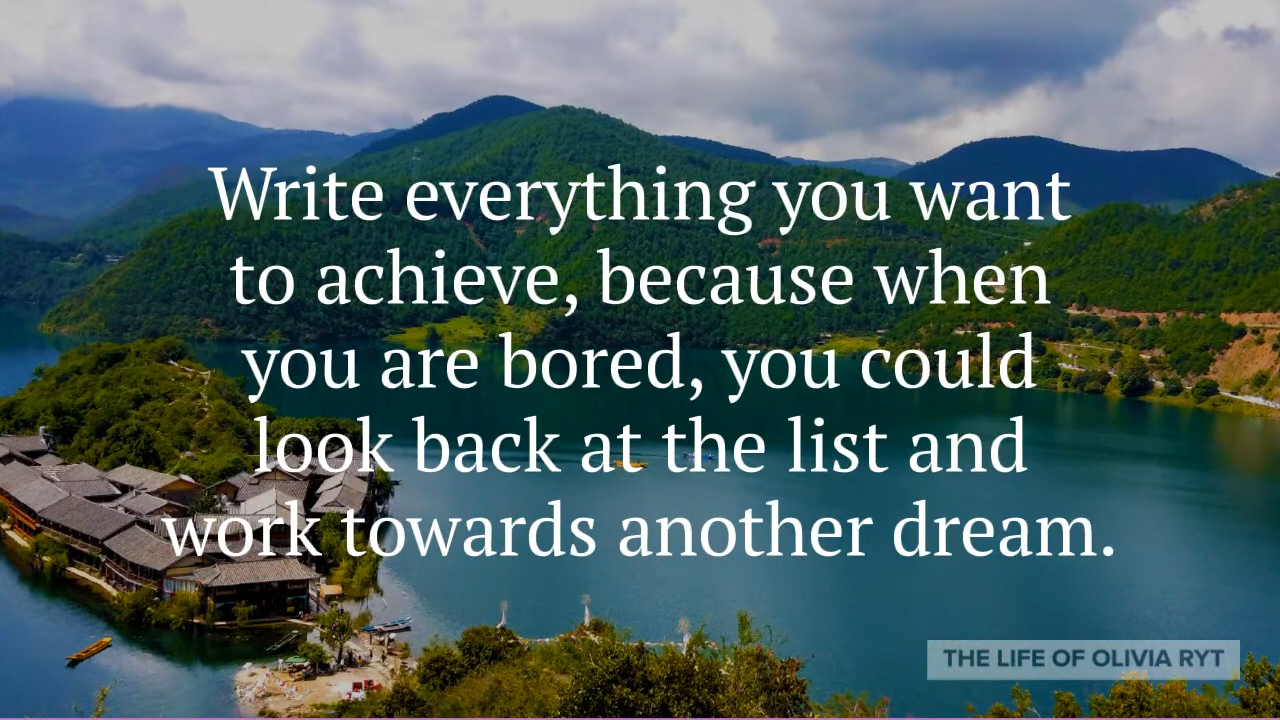 Write everything you want
to achieve, because when
you are bored, you could
look back at the list and
work towards another dream.
THE LIFE OF OLIVIA RYT